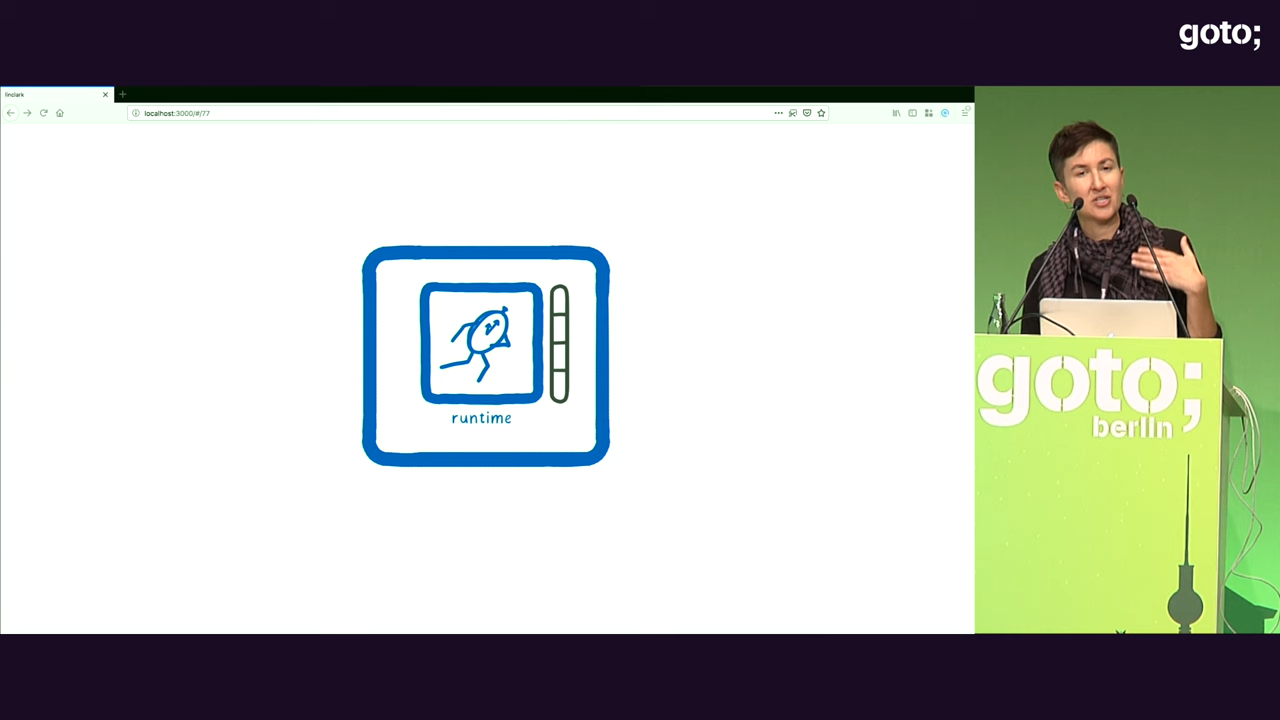 goto;
linclark
localhost:3000/#/77
runtime
goto;
berlin